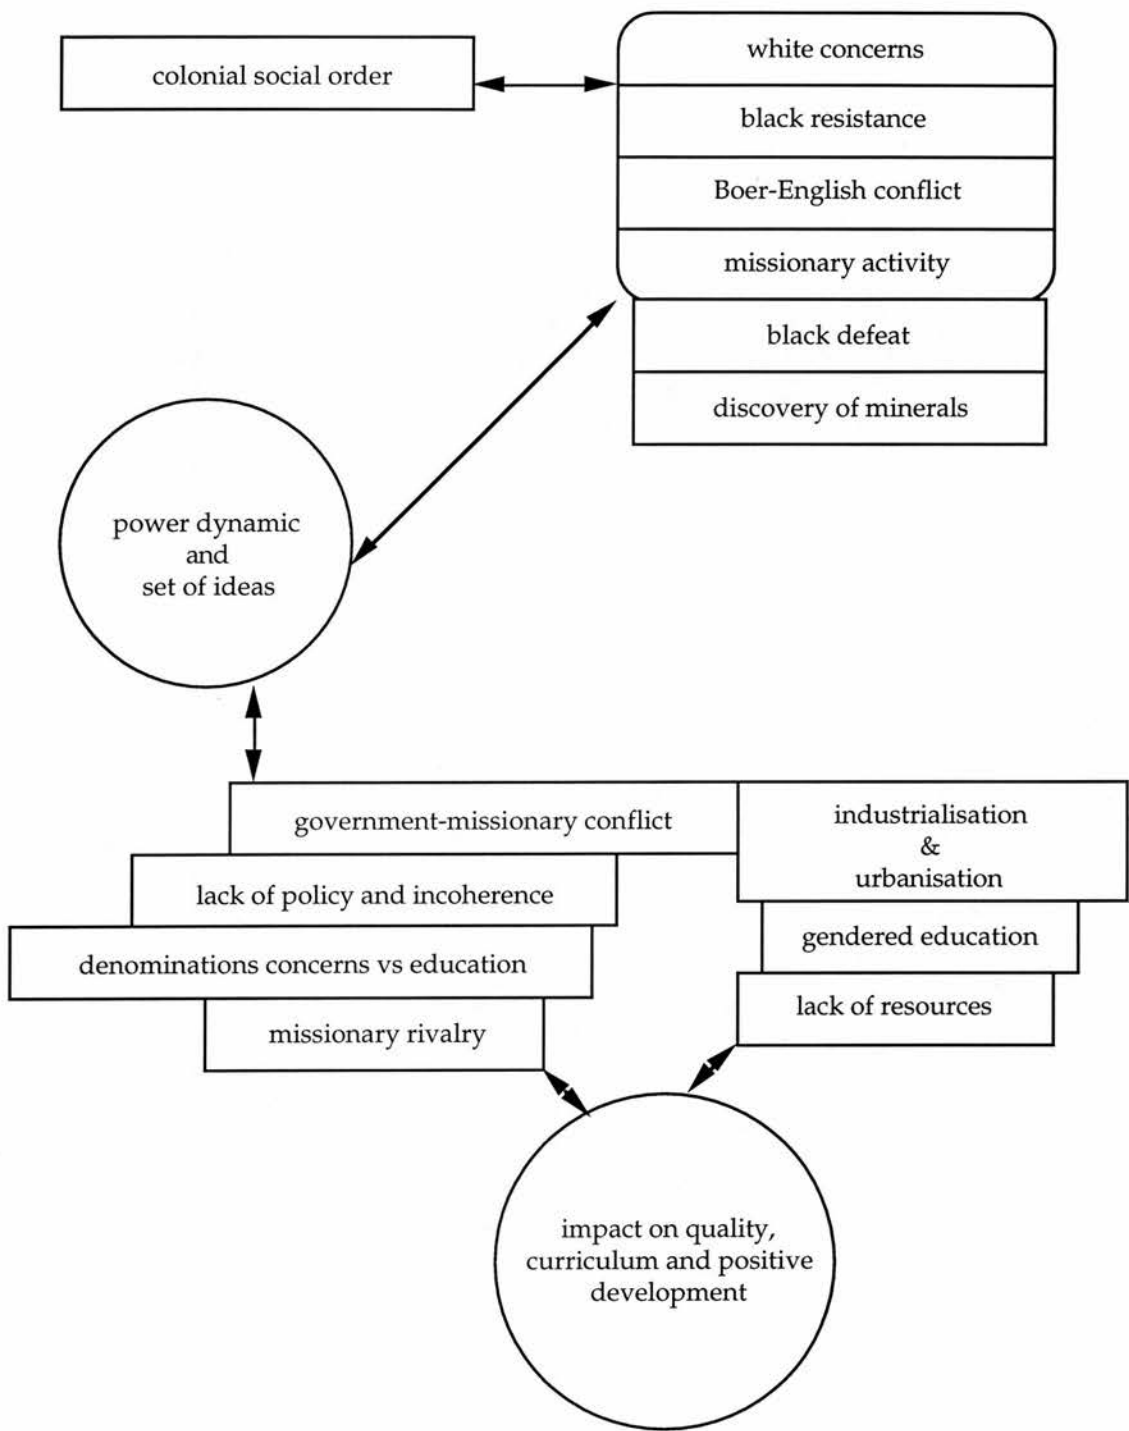 colonial social order
white concerns
black resistance
Boer-English conflict
missionary activity
black defeat
discovery of minerals
power dynamic
and
set of ideas
government-missionary conflict
lack of policy and incoherence
denominations concerns vs education
missionary rivalry
industrialisation
&
urbanisation
gendered education
lack of resources
impact on quality,
curriculum and positive
development